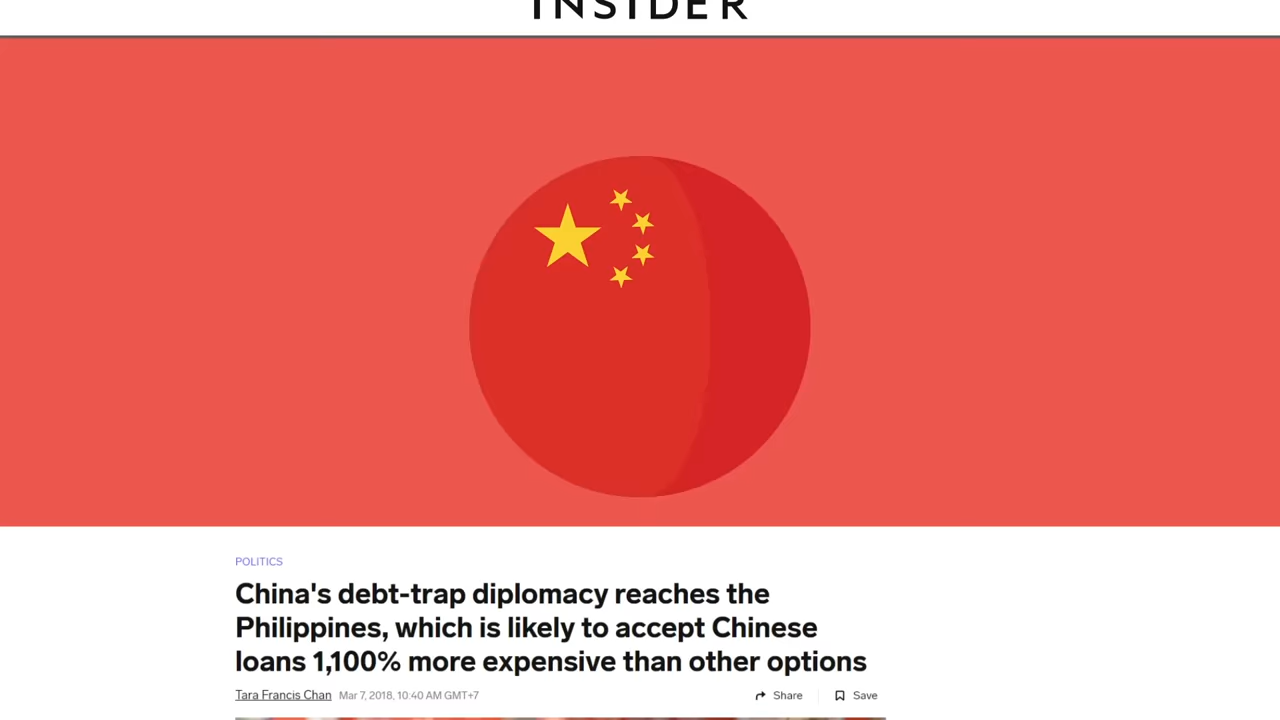 INSIDER
POLITICS
China's debt-trap diplomacy reaches the
Philippines, which is likely to accept Chinese
loans 1,100% more expensive than other options
Tara Francis Chan Mar 7, 2018, 10:40 AM GMT+7 Share Save